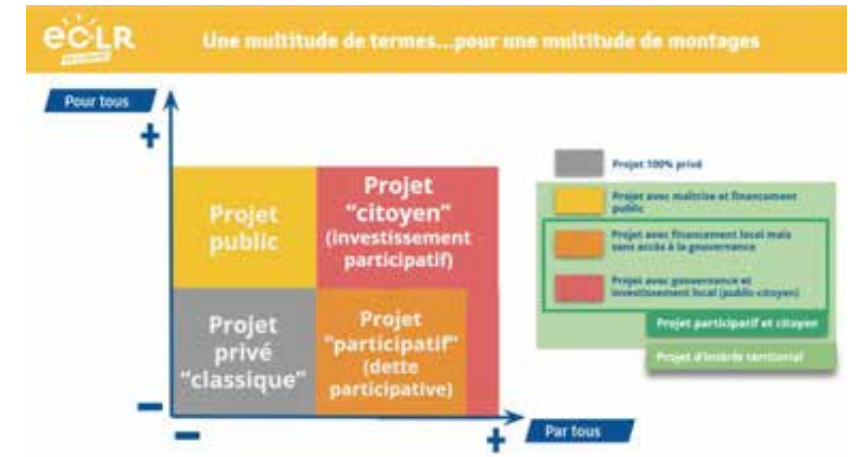 eCLR
Une multitude de termes...pour une multitude de montages
Pour tous
+
Projet
public
Projet
"citoyen"
(investissement
participatif)
Projet
privé
"classique"
Projet
"participatif"
(dette
participative)
−
−
+
Par tous
Projet 100% privé
Projet avec maîtrise et financement
public
Projet avec financement local mais
sans accès à la gouvernance
Projet avec gouvernance et
investissement local (public-citoyen)
Projet participatif et citoyen
Projet d'intérêt territorial